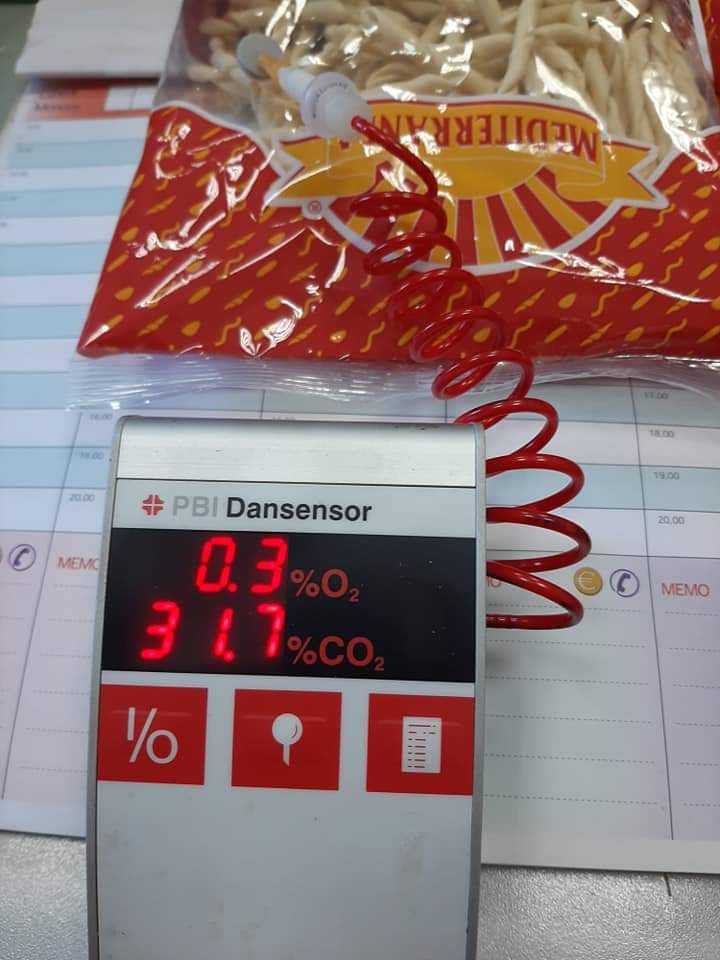 MEDITERRANEA
®
17.00
18.00
19.00
20.00
18.00
19.00
20.00
MEMO
€
MEMO
PBI Dansensor
0.3 %O₂
31.7 %CO₂
I/O